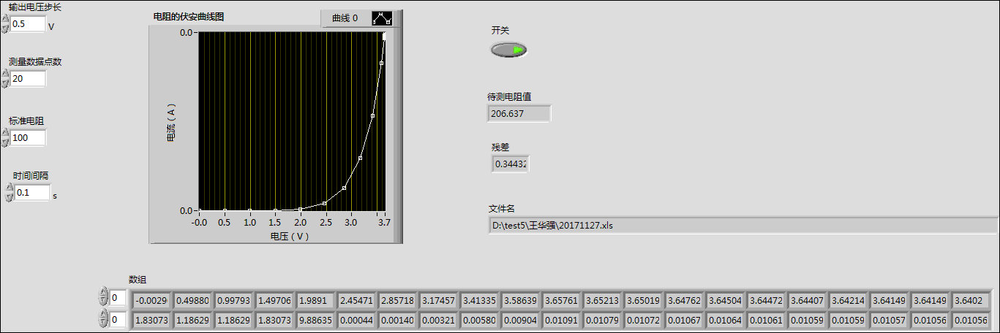 输出电压步长
0.5 V
测量数据点数
20
标准电阻
100
时间间隔
0.1 s
电阻的伏安曲线图
曲线 0
电流（A）
0.0
0.0
-0.0 0.5 1.0 1.5 2.0 2.5 3.0 3.7
电压（V）
开关
待测电阻值
206.637
残差
0.34432
文件名
D:\test5\王华强\20171127.xls
数组
0 -0.0029 0.49880 0.99793 1.49706 1.9891 2.45471 2.85718 3.17457 3.41335 3.58639 3.65761 3.65213 3.65019 3.64762 3.64504 3.64472 3.64407 3.64214 3.64149 3.64149 3.6402
0 1.83073 1.18629 1.18629 1.83073 9.88635 0.00044 0.00140 0.00321 0.00580 0.00904 0.01091 0.01079 0.01072 0.01067 0.01064 0.01061 0.01059 0.01059 0.01057 0.01056 0.01056